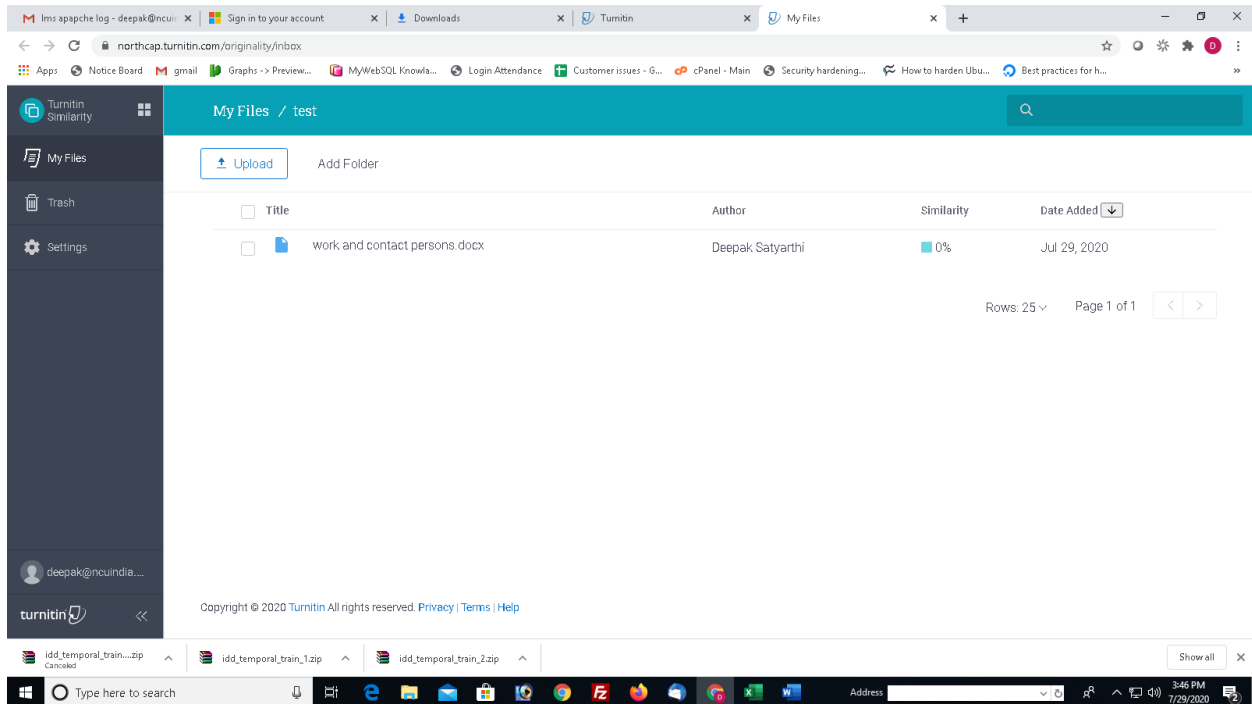 lms apapche log - deepak@ncuin
Sign in to your account
Downloads
Turnitin
My Files
northcap.turnitin.com/originality/inbox
Apps
Notice Board
gmail
Graphs -> Preview...
MyWebSQL Knowla...
Login Attendance
Customer issues - G...
cPanel - Main
Security hardening...
How to harden Ubu...
Best practices for h...
»
Turnitin
Similarity
My Files / test
My Files
Upload
Add Folder
Trash
Title Author Similarity Date Added
Settings
work and contact persons.docx Deepak Satyarthi 0% Jul 29, 2020
Rows: 25 Page 1 of 1
deepak@ncuindia....
turnitin
Copyright © 2020 Turnitin All rights reserved. Privacy | Terms | Help
idd_temporal_train....zip
Canceled
idd_temporal_train_1.zip
idd_temporal_train_2.zip
Show all
Type here to search
Address
3:46 PM
7/29/2020